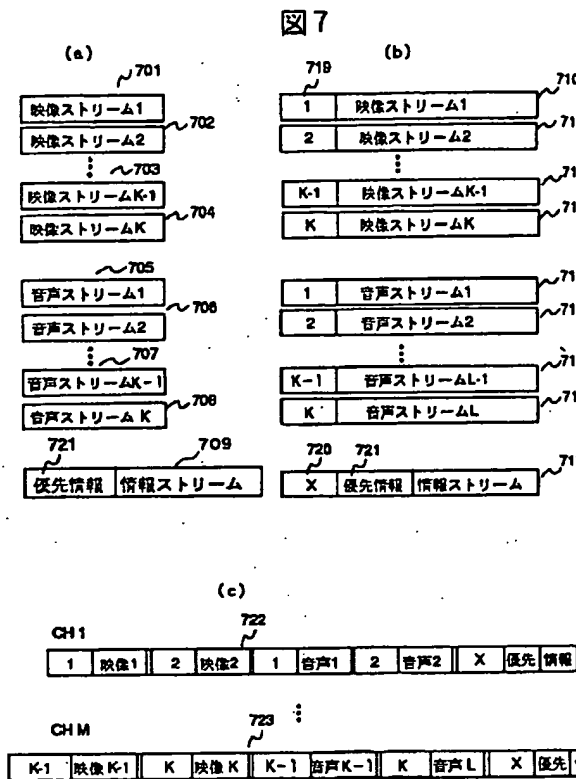 図7
(a)
701
映像ストリーム1
702
映像ストリーム2
703
映像ストリームK-1
704
映像ストリームK
705
音声ストリーム1
706
音声ストリーム2
707
音声ストリームK-1
708
音声ストリーム K
721 709
優先情報 情報ストリーム
(b)
719 710
1 映像ストリーム1
71
2 映像ストリーム2
71
K-1 映像ストリームK-1
71
K 映像ストリームK
71
1 音声ストリーム1
71
2 音声ストリーム2
71
K-1 音声ストリームL-1
71
K 音声ストリームL
720 721 71
X 優先情報 情報ストリーム
(c)
722
CH1
1 映像1 2 映像2 1 音声1 2 音声2 X 優先 情報
723
CH M
K-1 映像K-1 K 映像K K-1 音声K-1 K 音声L X 優先